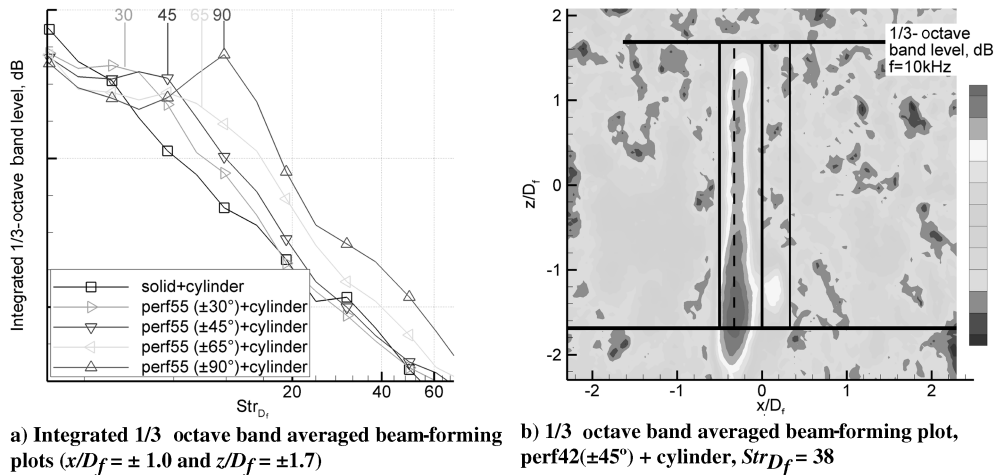 30 45 65 90
Integrated 1/3-octave band level, dB
solid+cylinder
perf55 (±30°)+cylinder
perf55 (±45°)+cylinder
perf55 (±65°)+cylinder
perf55 (±90°)+cylinder
20 40 60
StrDf
a) Integrated 1/3 octave band averaged beam-forming
plots (x/Df = ± 1.0 and z/Df = ±1.7)
1/3- octave
band level, dB
f=10kHz
2
1
0
-1
-2
z/Df
-2 -1 0 1 2
x/Df
b) 1/3 octave band averaged beam-forming plot,
perf42(±45º) + cylinder, StrDf = 38